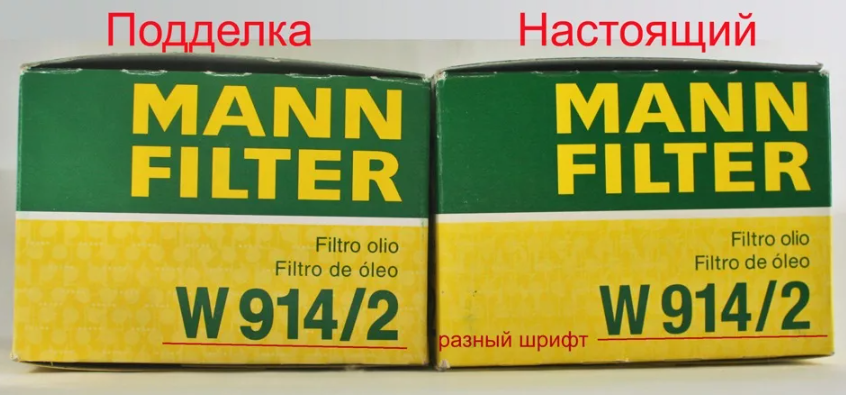 Подделка
Настоящий
MANN
FILTER
Filtro olio
Filtro de óleo
W 914/2
MANN
FILTER
Filtro olio
Filtro de óleo
W 914/2
разный шрифт